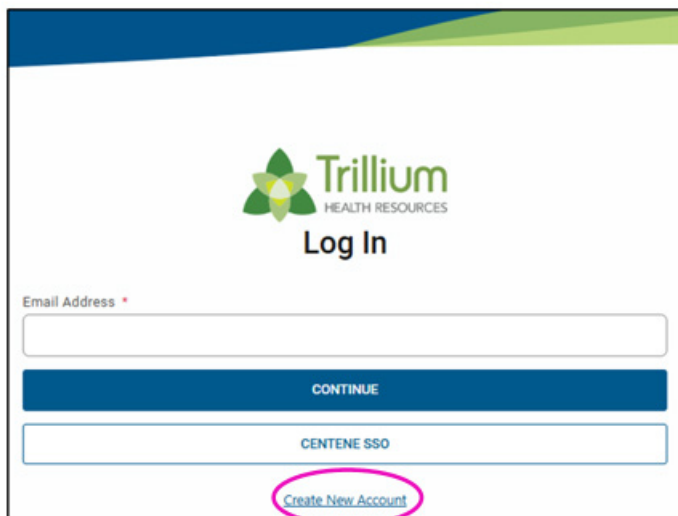 Trillium
HEALTH RESOURCES
Log In
Email Address *
CONTINUE
CENTENE SSO
Create New Account